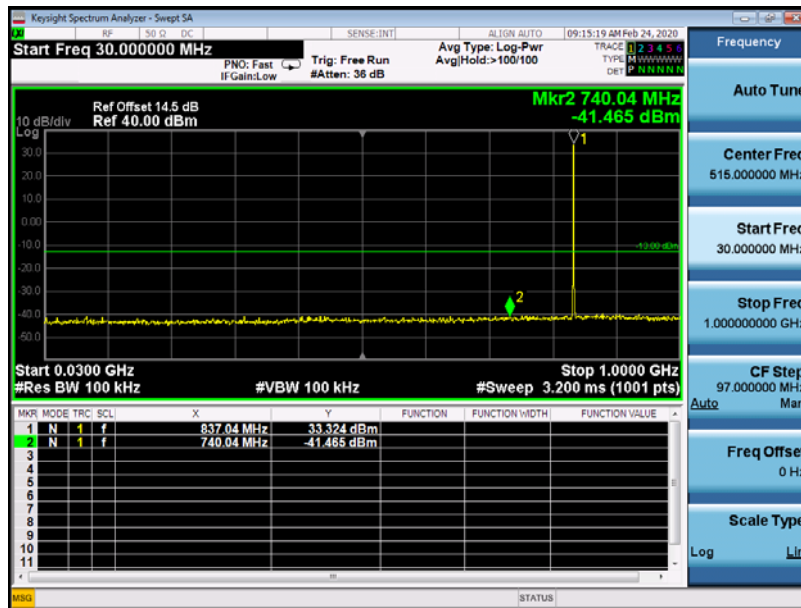 Keysight Spectrum Analyzer - Swept SA
RF 50 Ω DC SENSE:INT ALIGN AUTO 09:15:19 AM Feb 24, 2020
Start Freq 30.000000 MHz
PNO: Fast
IFGain:Low
Trig: Free Run
#Atten: 36 dB
Avg Type: Log-Pwr
Avg|Hold:>100/100
TRACE 1 2 3 4 5 6
TYPE M W W W W W
DET P N N N N N
Ref Offset 14.5 dB
Ref 40.00 dBm
10 dB/div
Log
Mkr2 740.04 MHz
-41.465 dBm
30.0
20.0
10.0
0.00
-10.0
-20.0
-30.0
-40.0
-50.0
1
-13.00 dBm
2
Start 0.0300 GHz
Stop 1.0000 GHz
#Res BW 100 kHz
#VBW 100 kHz
#Sweep 3.200 ms (1001 pts)
MKR MODE TRC SCL X Y FUNCTION FUNCTION WIDTH FUNCTION VALUE
1 N 1 f 837.04 MHz 33.324 dBm
2 N 1 f 740.04 MHz -41.465 dBm
3
4
5
6
7
8
9
10
11
MSG
STATUS
Frequency
Auto Tune
Center Freq
515.000000 MHz
Start Freq
30.000000 MHz
Stop Freq
1.000000000 GHz
CF Step
97.000000 MHz
Auto Man
Freq Offset
0 Hz
Scale Type
Log Lin